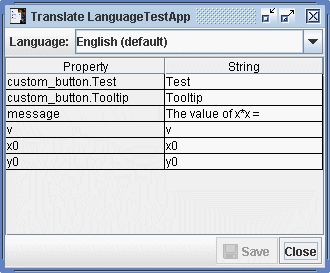 Translate LanguageTestApp
Language: English (default)
Property String
custom_button.Test Test
custom_button.Tooltip Tooltip
message The value of x*x =
v v
x0 x0
y0 y0
Save Close